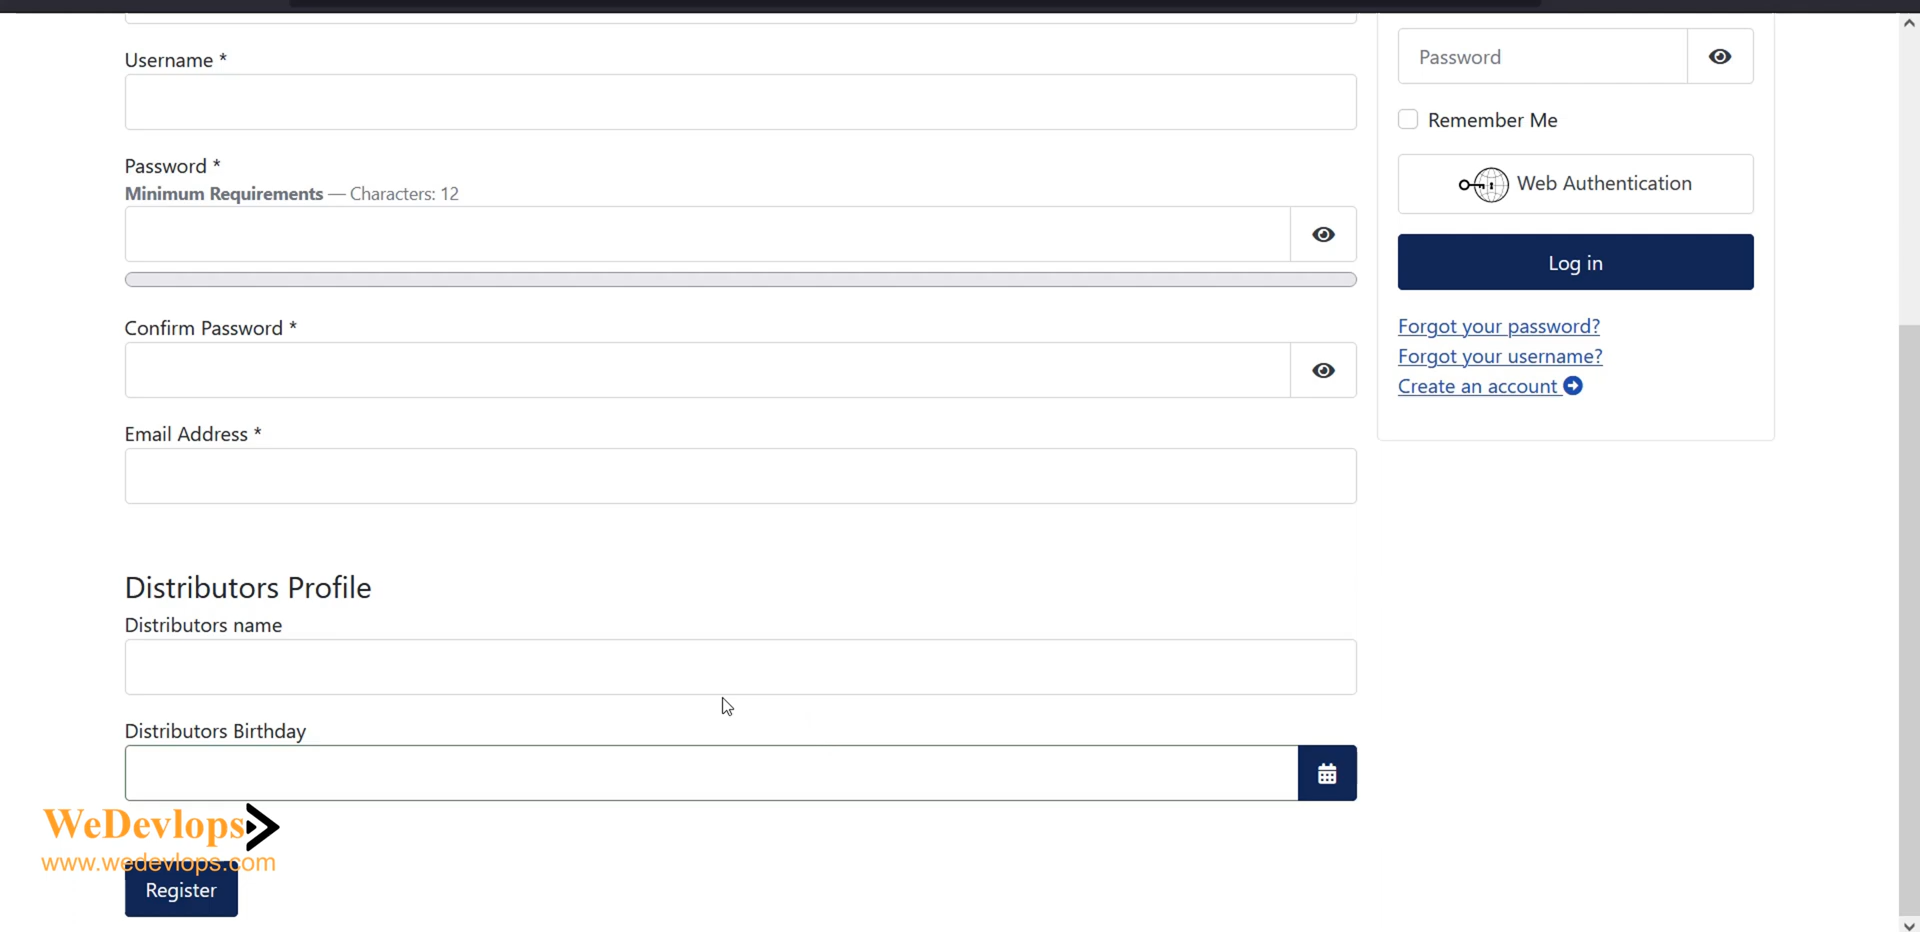 Username *
Password *
Minimum Requirements — Characters: 12
Confirm Password *
Email Address *
Distributors Profile
Distributors name
Distributors Birthday
WeDevlops
www.wedevlops.com
Register
Password
Remember Me
Web Authentication
Log in
Forgot your password?
Forgot your username?
Create an account